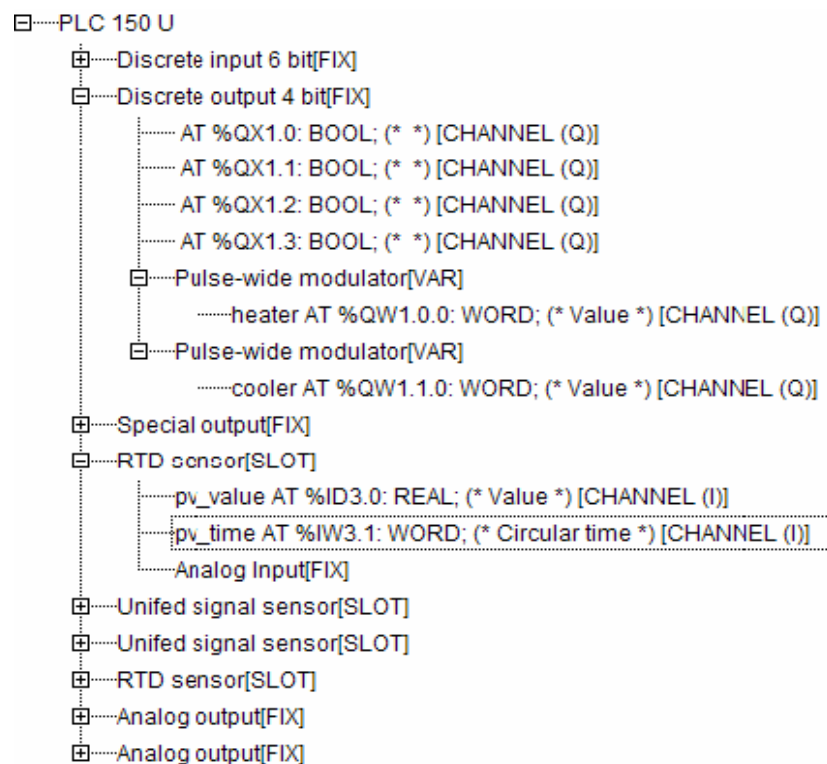 PLC 150 U
Discrete input 6 bit[FIX]
Discrete output 4 bit[FIX]
AT %QX1.0: BOOL; (* *) [CHANNEL (Q)]
AT %QX1.1: BOOL; (* *) [CHANNEL (Q)]
AT %QX1.2: BOOL; (* *) [CHANNEL (Q)]
AT %QX1.3: BOOL; (* *) [CHANNEL (Q)]
Pulse-wide modulator[VAR]
heater AT %QW1.0.0: WORD; (* Value *) [CHANNEL (Q)]
Pulse-wide modulator[VAR]
cooler AT %QW1.1.0: WORD; (* Value *) [CHANNEL (Q)]
Special output[FIX]
RTD sensor[SLOT]
pv_value AT %ID3.0: REAL; (* Value *) [CHANNEL (I)]
pv_time AT %IW3.1: WORD; (* Circular time *) [CHANNEL (I)]
Analog Input[FIX]
Unifed signal sensor[SLOT]
Unifed signal sensor[SLOT]
RTD sensor[SLOT]
Analog output[FIX]
Analog output[FIX]